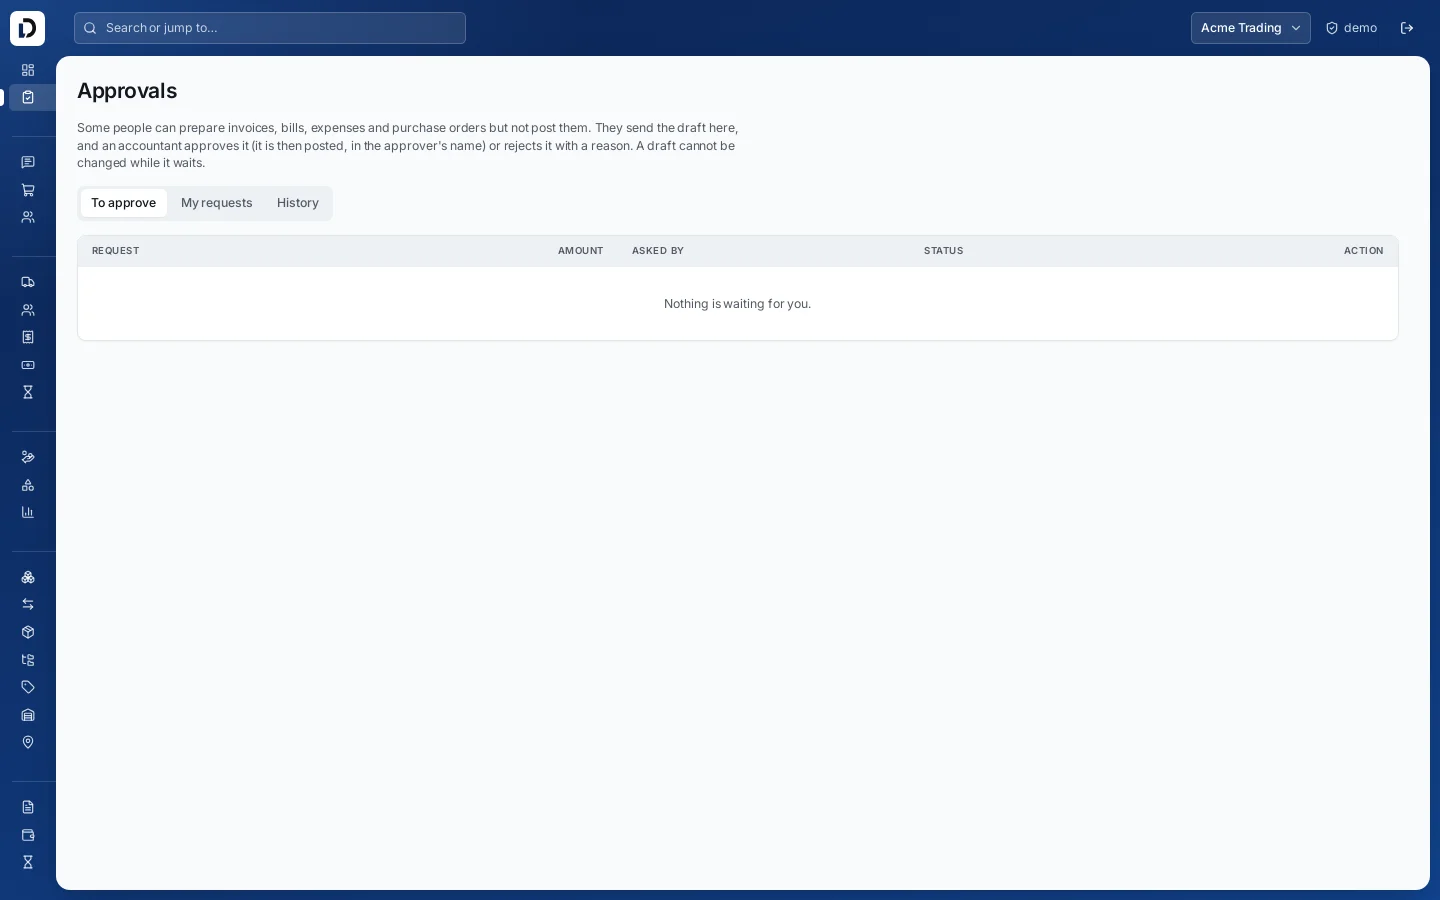 Search or jump to...
Acme Trading
demo
Approvals
Some people can prepare invoices, bills, expenses and purchase orders but not post them. They send the draft here,
and an accountant approves it (it is then posted, in the approver's name) or rejects it with a reason. A draft cannot be
changed while it waits.
To approve
My requests
History
REQUEST
AMOUNT
ASKED BY
STATUS
ACTION
Nothing is waiting for you.